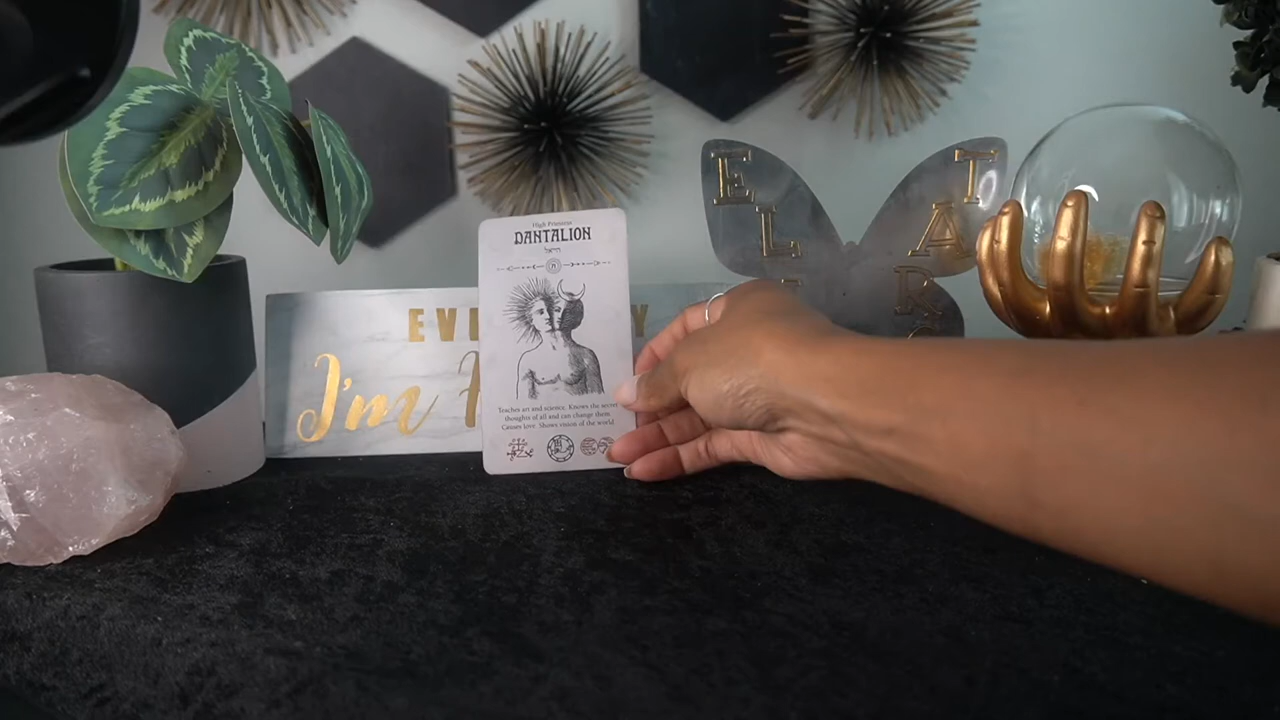 High Priestess
DANTALION
Teaches art and science. Knows the secret
thoughts of all and can change them.
Causes love. Shows vision of the world
EVE Y
I'm
E L
T A R